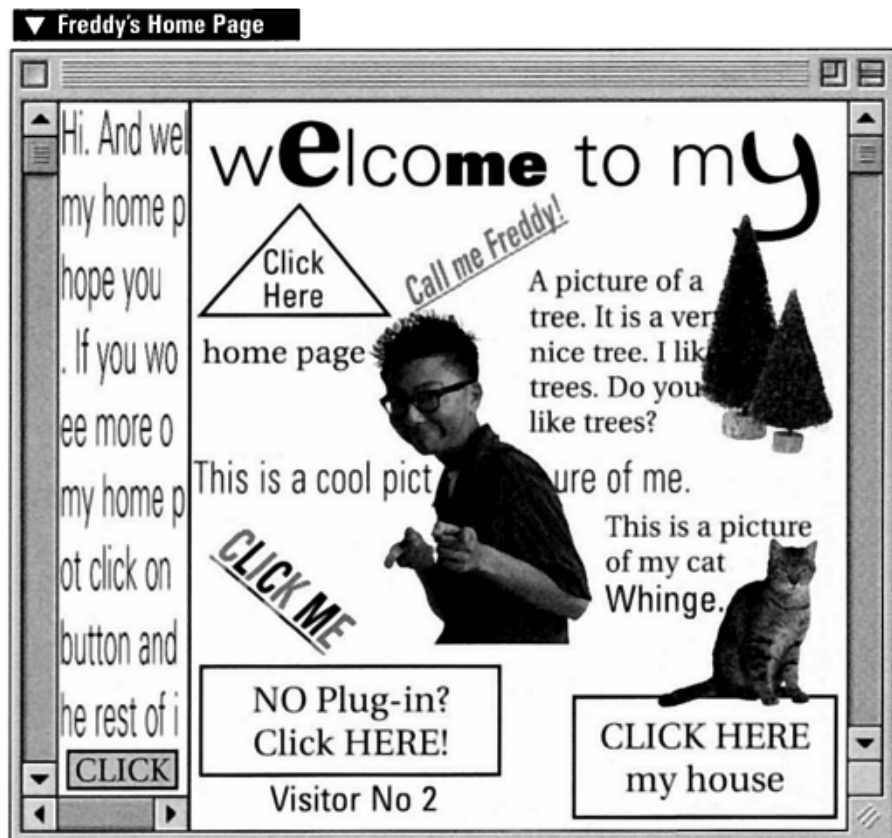 Freddy's Home Page
Hi. And wel
my home p
hope you
. If you wo
ee more o
my home p
ot click on
button and
he rest of i
CLICK
welcome to my
Click
Here
Call me Freddy!
home page
A picture of a
tree. It is a ver
nice tree. I lik
trees. Do you
like trees?
This is a cool pict ure of me.
CLICK ME
This is a picture
of my cat
Whinge.
NO Plug-in?
Click HERE!
CLICK HERE
my house
Visitor No 2